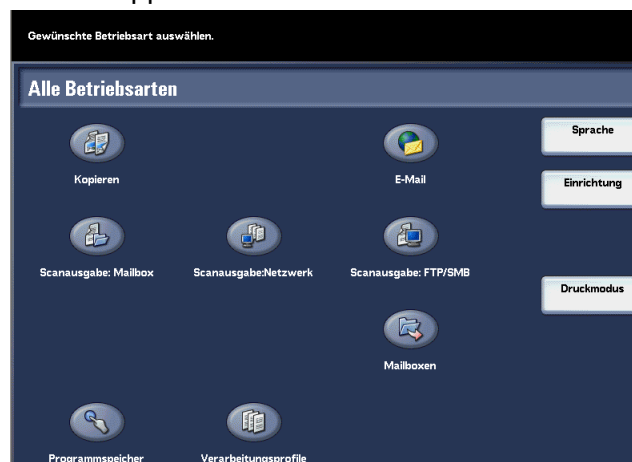 Gewünschte Betriebsart auswählen.
Alle Betriebsarten
Kopieren
E-Mail
Sprache
Einrichtung
Scanausgabe: Mailbox
Scanausgabe:Netzwerk
Scanausgabe: FTP/SMB
Druckmodus
Mailboxen
Programmspeicher
Verarbeitungsprofile